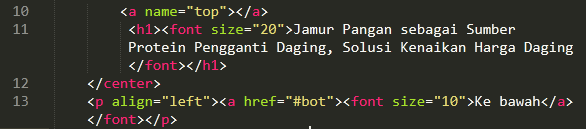 10 <a name="top"></a>
11 <h1><font size="20">Jamur Pangan sebagai Sumber
Protein Pengganti Daging, Solusi Kenaikan Harga Daging
</font></h1>
12 </center>
13 <p align="left"><a href="#bot"><font size="10">Ke bawah</a>
</font></p>